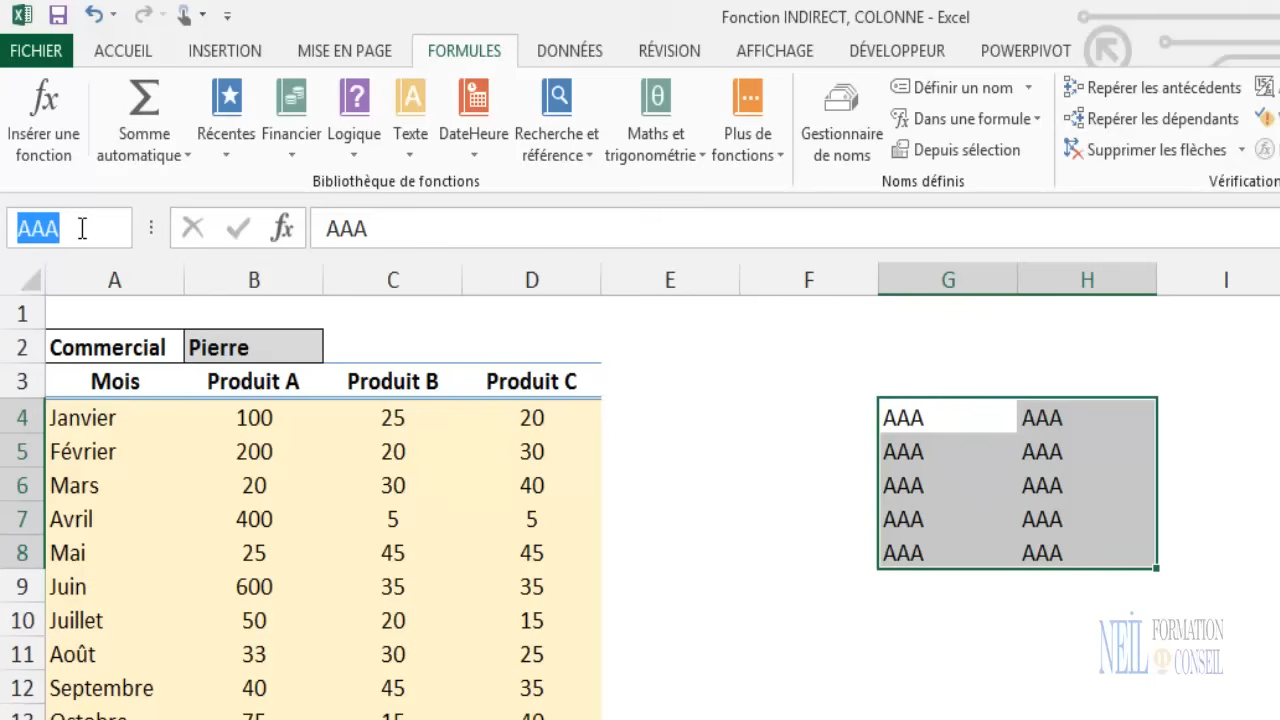 Fonction INDIRECT, COLONNE - Excel
FICHIER ACCUEIL INSERTION MISE EN PAGE FORMULES DONNÉES RÉVISION AFFICHAGE DÉVELOPPEUR POWERPIVOT
Insérer une fonction
Somme automatique
Récentes
Financier
Logique
Texte
DateHeure
Recherche et référence
Maths et trigonométrie
Plus de fonctions
Bibliothèque de fonctions
Gestionnaire de noms
Définir un nom
Dans une formule
Depuis sélection
Noms définis
Repérer les antécédents
Repérer les dépendants
Supprimer les flèches
Vérification
AAA fx AAA
A B C D E F G H I
1
2 Commercial Pierre
3 Mois Produit A Produit B Produit C
4 Janvier 100 25 20 AAA AAA
5 Février 200 20 30 AAA AAA
6 Mars 20 30 40 AAA AAA
7 Avril 400 5 5 AAA AAA
8 Mai 25 45 45 AAA AAA
9 Juin 600 35 35
10 Juillet 50 20 15
11 Août 33 30 25
12 Septembre 40 45 35
13 Octobre 75 15 40
NEIL FORMATION
CONSEIL